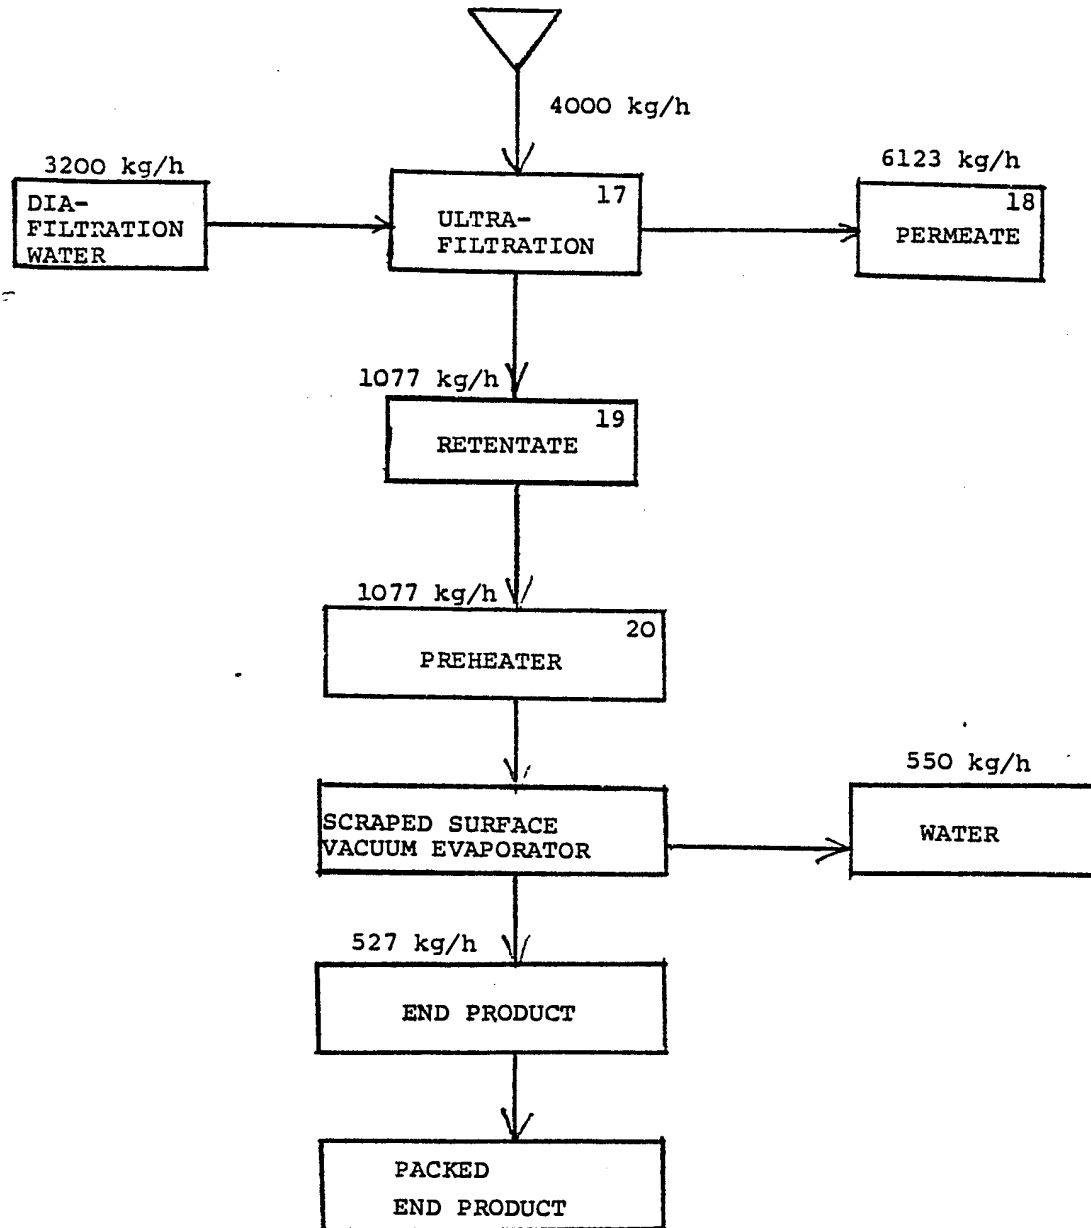 4000 kg/h
3200 kg/h
DIA-
FILTRATION
WATER
17
ULTRA-
FILTRATION
6123 kg/h
18
PERMEATE
1077 kg/h
19
RETENTATE
1077 kg/h
20
PREHEATER
SCRAPED SURFACE
VACUUM EVAPORATOR
550 kg/h
WATER
527 kg/h
END PRODUCT
PACKED
END PRODUCT